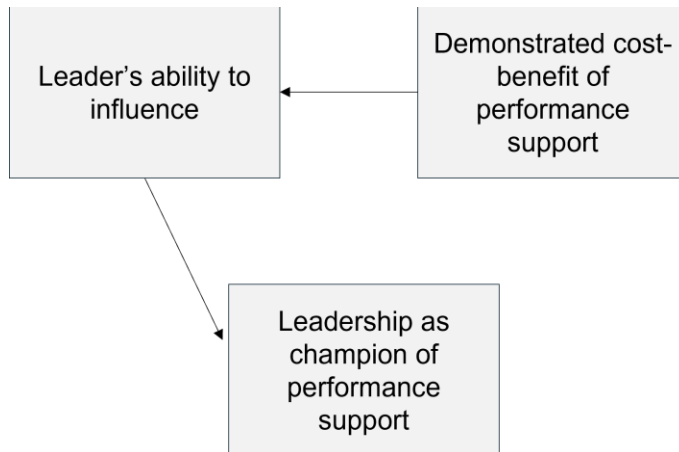 Leader’s ability to
influence
Demonstrated cost-
benefit of
performance
support
Leadership as
champion of
performance
support